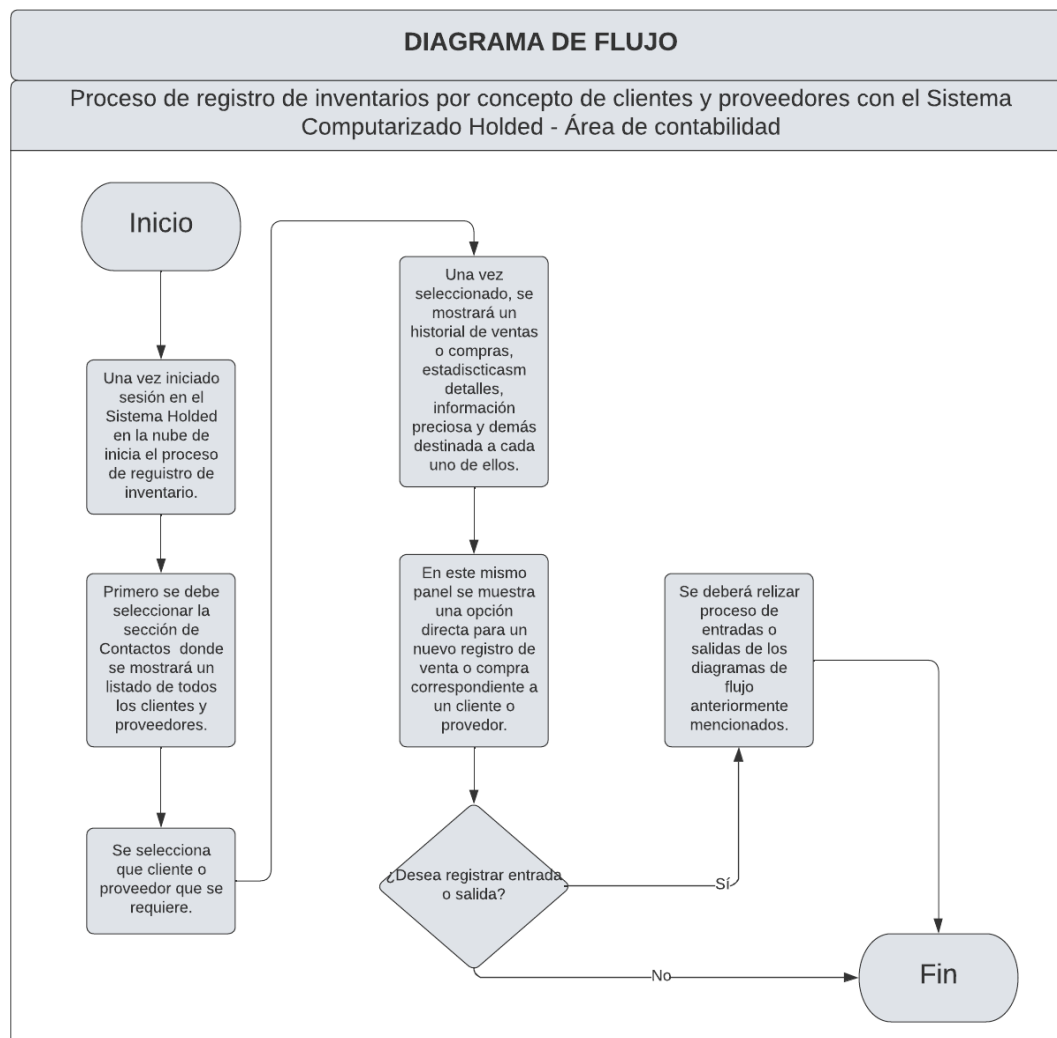 DIAGRAMA DE FLUJO
Proceso de registro de inventarios por concepto de clientes y proveedores con el Sistema
Computarizado Holded - Área de contabilidad
Inicio
Una vez iniciado
sesión en el
Sistema Holded
en la nube de
inicia el proceso
de reguistro de
inventario.
Primero se debe
seleccionar la
sección de
Contactos donde
se mostrará un
listado de todos
los clientes y
proveedores.
Se selecciona
que cliente o
proveedor que se
requiere.
Una vez
seleccionado, se
mostrará un
historial de ventas
o compras,
estadiscticasm
detalles,
información
preciosa y demás
destinada a cada
uno de ellos.
En este mismo
panel se muestra
una opción
directa para un
nuevo registro de
venta o compra
correspondiente a
un cliente o
provedor.
¿Desea registrar entrada
o salida?
Sí
Se deberá relizar
proceso de
entradas o
salidas de los
diagramas de
flujo
anteriormente
mencionados.
No
Fin